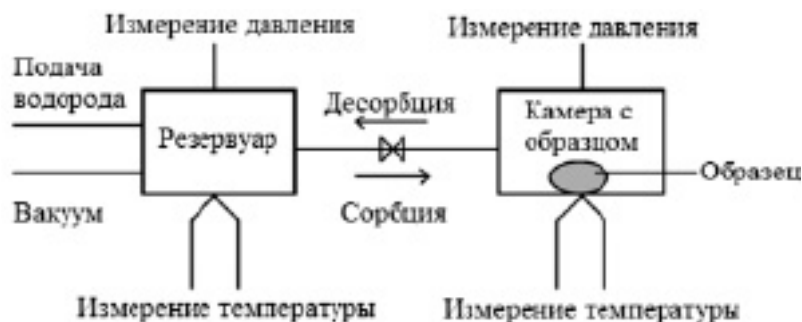 Измерение давления
Измерение давления
Подача
водорода
Резервуар
Десорбция
Камера с
образцом
Образец
Вакуум
Сорбция
Измерение температуры
Измерение температуры